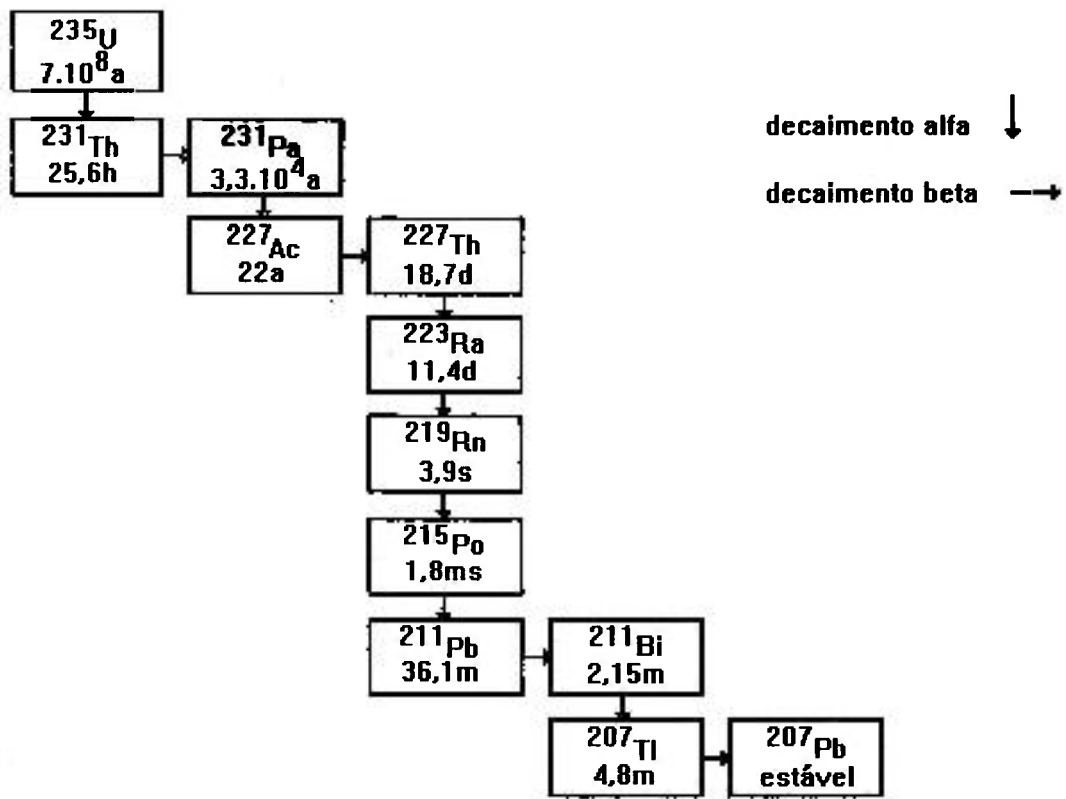 ²³⁵U
7.10⁸a
²³¹Th
25,6h
²³¹Pa
3,3.10⁴a
decaimento alfa
decaimento beta
²²⁷Ac
22a
²²⁷Th
18,7d
²²³Ra
11,4d
²¹⁹Rn
3,9s
²¹⁵Po
1,8ms
²¹¹Pb
36,1m
²¹¹Bi
2,15m
²⁰⁷Tl
4,8m
²⁰⁷Pb
estável